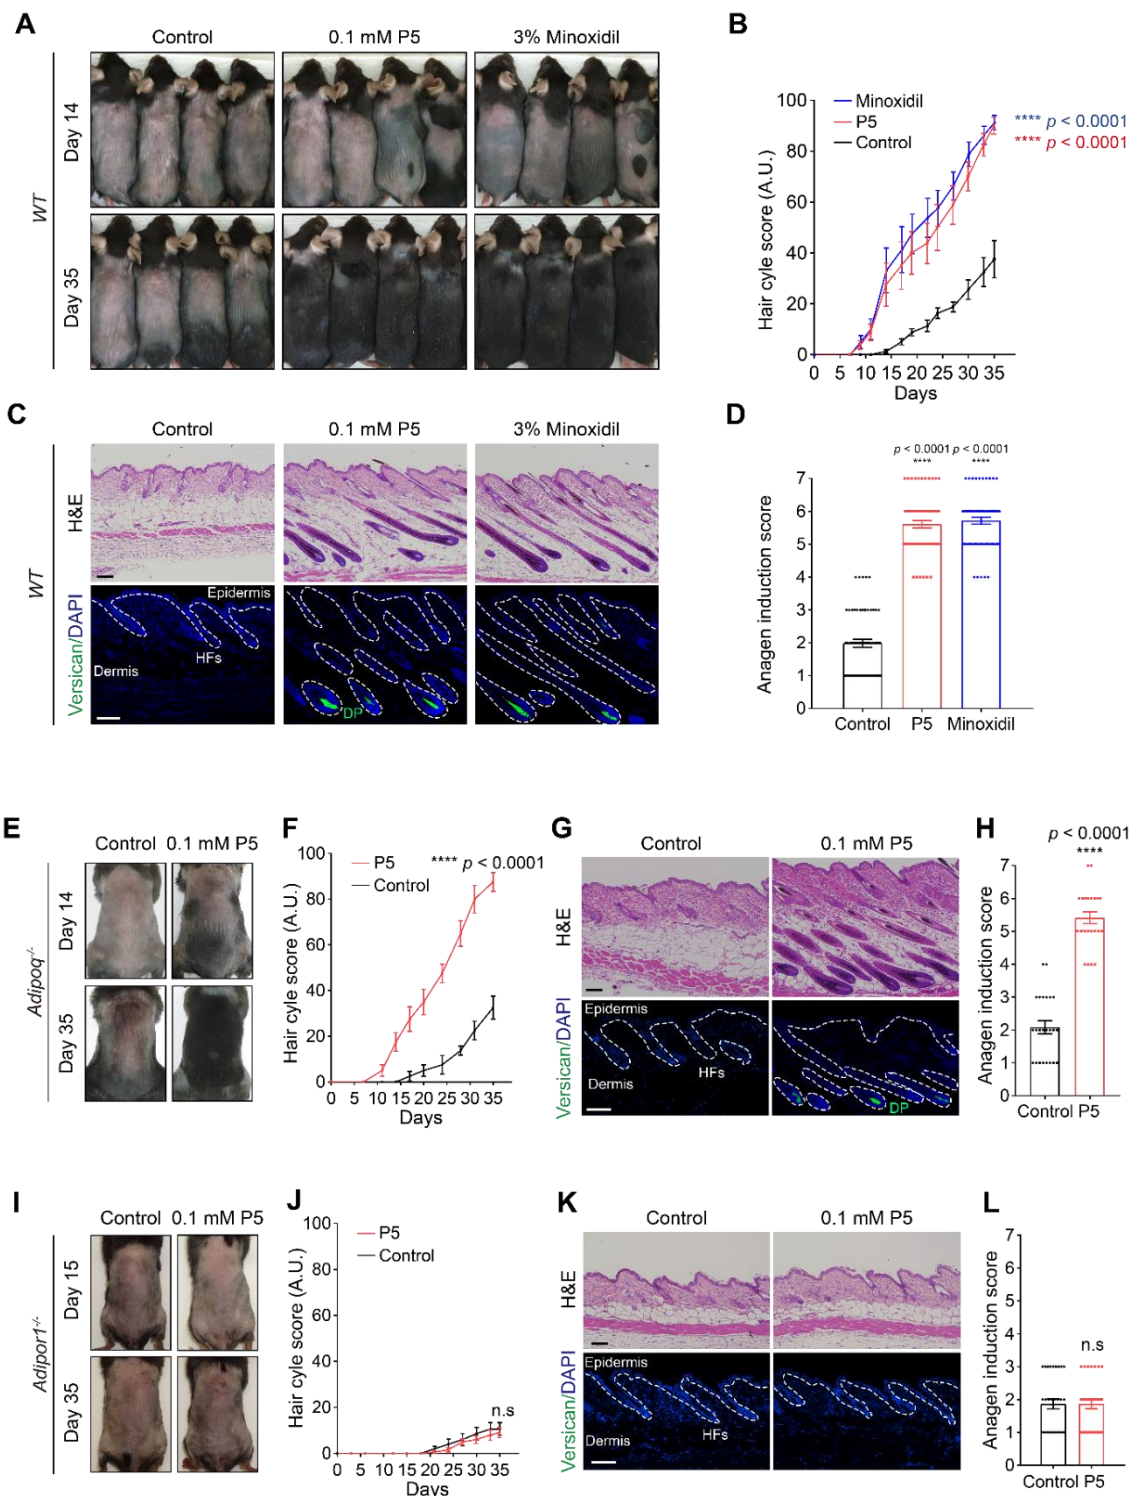 A
Control
0.1 mM P5
3% Minoxidil
WT
Day 14
Day 35
B
Hair cyle score (A.U.)
100
80
60
40
20
0
Minoxidil
P5
Control
**** p < 0.0001
**** p < 0.0001
0 5 10 15 20 25 30 35
Days
C
Control
0.1 mM P5
3% Minoxidil
WT
H&E
Versican/DAPI
Epidermis
HFs
Dermis
DP
D
Anagen induction score
p < 0.0001 p < 0.0001
**** ****
7
6
5
4
3
2
1
0
Control P5 Minoxidil
E
Control 0.1 mM P5
Adipoq-/-
Day 14
Day 35
F
Hair cyle score (A.U.)
100
80
60
40
20
0
P5
Control
**** p < 0.0001
0 5 10 15 20 25 30 35
Days
G
Control
0.1 mM P5
H&E
Versican/DAPI
Epidermis
Dermis
HFs
DP
H
p < 0.0001
****
Anagen induction score
7
6
5
4
3
2
1
0
Control P5
I
Control 0.1 mM P5
Adipor1-/-
Day 15
Day 35
J
Hair cyle score (A.U.)
100
80
60
40
20
0
P5
Control
n.s
0 5 10 15 20 25 30 35
Days
K
Control
0.1 mM P5
H&E
Versican/DAPI
Epidermis
Dermis
HFs
L
Anagen induction score
7
6
5
4
3
2
1
0
n.s
Control P5